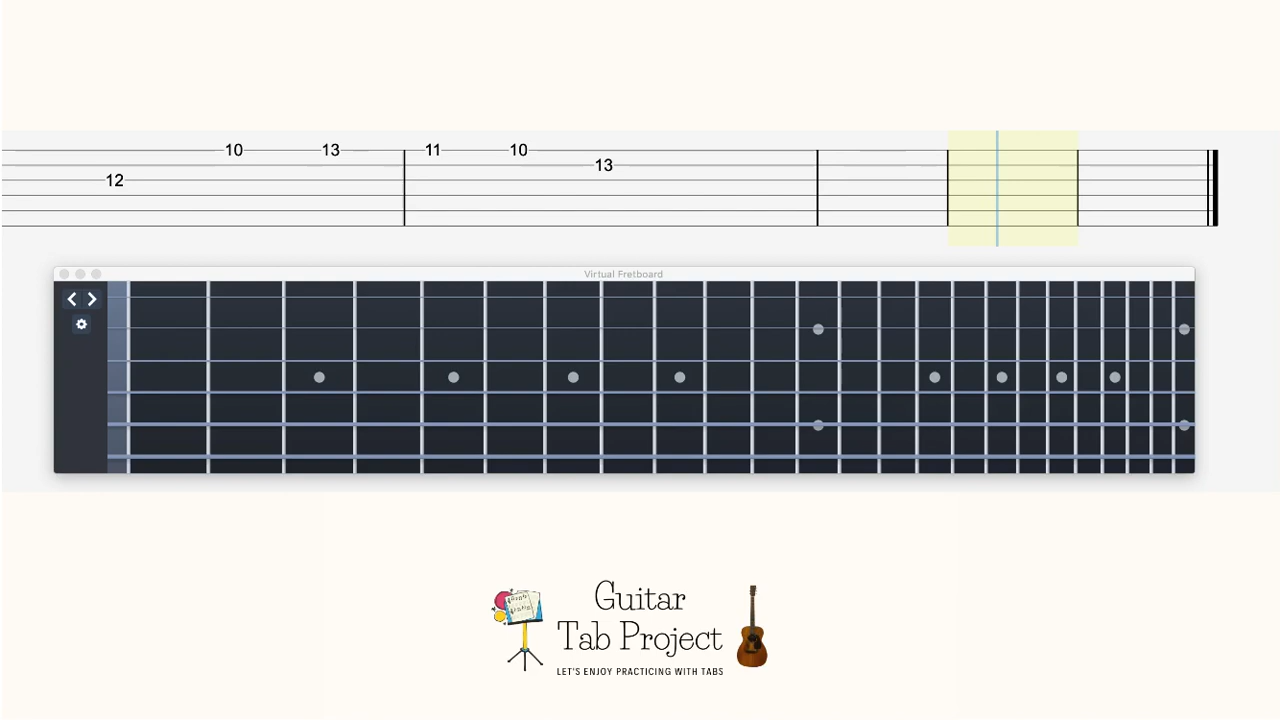 10 13 11 10
13
12
Virtual Fretboard
Guitar
Tab Project
LET'S ENJOY PRACTICING WITH TABS